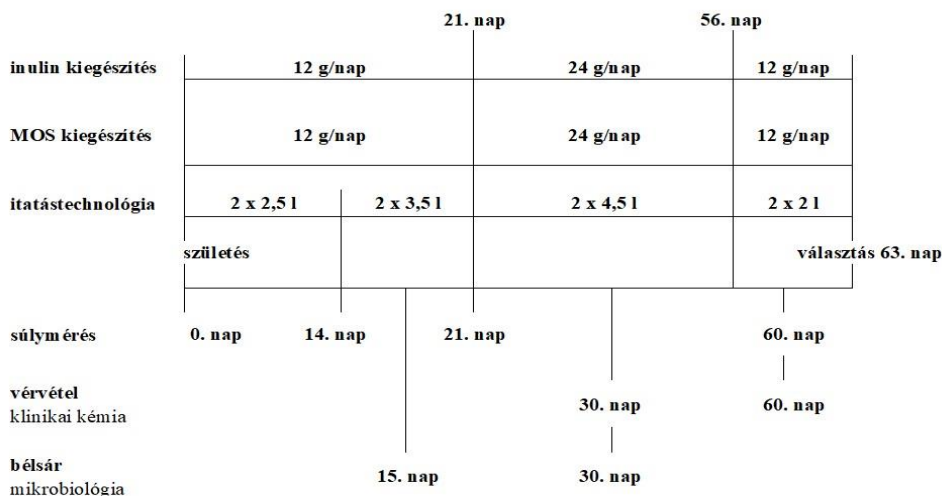 21. nap 56. nap
inulin kiegészítés 12 g/nap 24 g/nap 12 g/nap
MOS kiegészítés 12 g/nap 24 g/nap 12 g/nap
itatástechnológia 2 x 2,5 l 2 x 3,5 l 2 x 4,5 l 2 x 2 l
születés választás 63. nap
súlymérés 0. nap 14. nap 21. nap 60. nap
vérvétel
klinikai kémia 30. nap 60. nap
bélsár
mikrobiológia 15. nap 30. nap